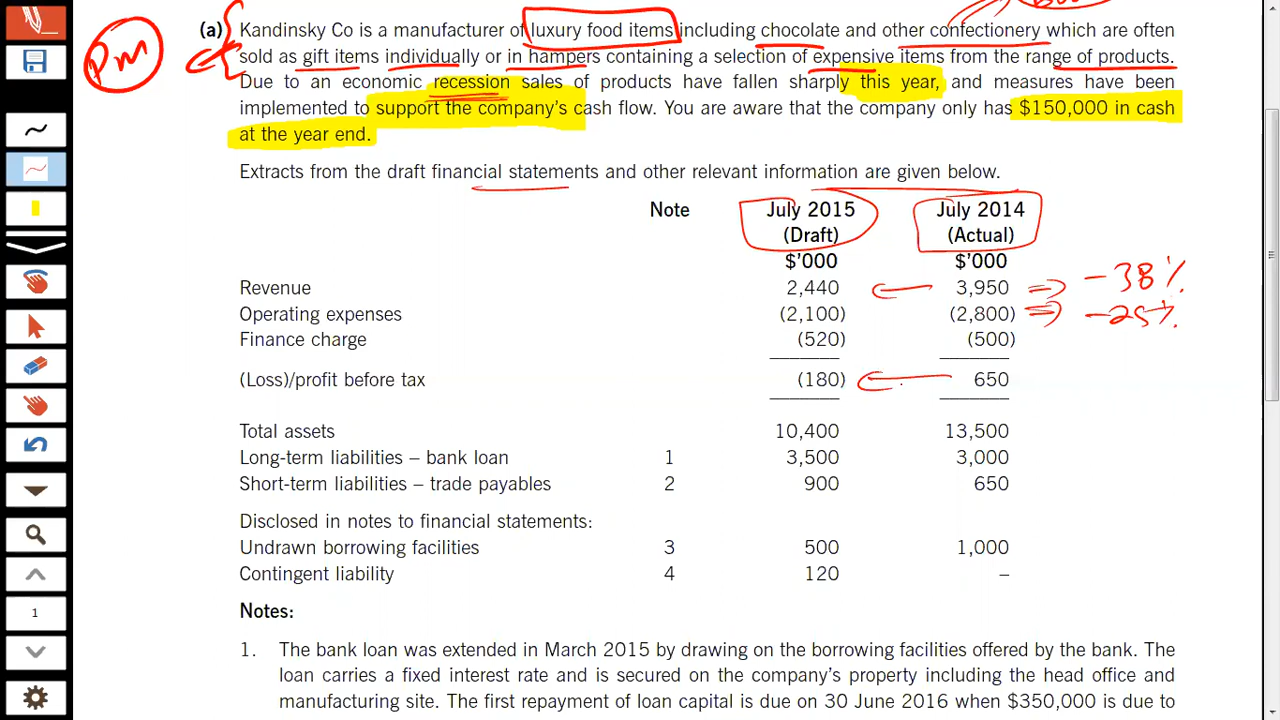 Pm
(a) Kandinsky Co is a manufacturer of luxury food items including chocolate and other confectionery which are often
sold as gift items individually or in hampers containing a selection of expensive items from the range of products.
Due to an economic recession sales of products have fallen sharply this year, and measures have been
implemented to support the company's cash flow. You are aware that the company only has $150,000 in cash
at the year end.
Extracts from the draft financial statements and other relevant information are given below.
Note July 2015 July 2014
(Draft) (Actual)
$'000 $'000
Revenue 2,440 3,950 -38%
Operating expenses (2,100) (2,800) -25%
Finance charge (520) (500)
(Loss)/profit before tax (180) 650
Total assets 10,400 13,500
Long-term liabilities – bank loan 1 3,500 3,000
Short-term liabilities – trade payables 2 900 650
Disclosed in notes to financial statements:
Undrawn borrowing facilities 3 500 1,000
Contingent liability 4 120 –
Notes:
1. The bank loan was extended in March 2015 by drawing on the borrowing facilities offered by the bank. The
loan carries a fixed interest rate and is secured on the company's property including the head office and
manufacturing site. The first repayment of loan capital is due on 30 June 2016 when $350,000 is due to
1